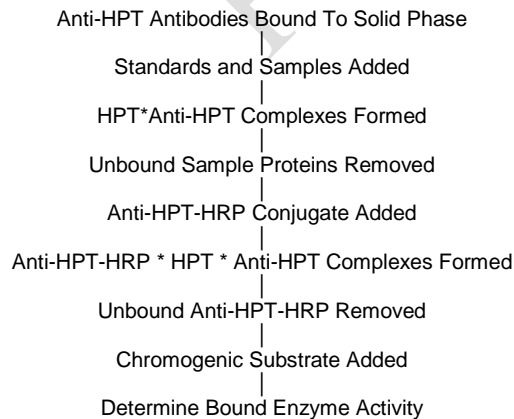 Anti-HPT Antibodies Bound To Solid Phase
Standards and Samples Added
HPT*Anti-HPT Complexes Formed
Unbound Sample Proteins Removed
Anti-HPT-HRP Conjugate Added
Anti-HPT-HRP * HPT * Anti-HPT Complexes Formed
Unbound Anti-HPT-HRP Removed
Chromogenic Substrate Added
Determine Bound Enzyme Activity